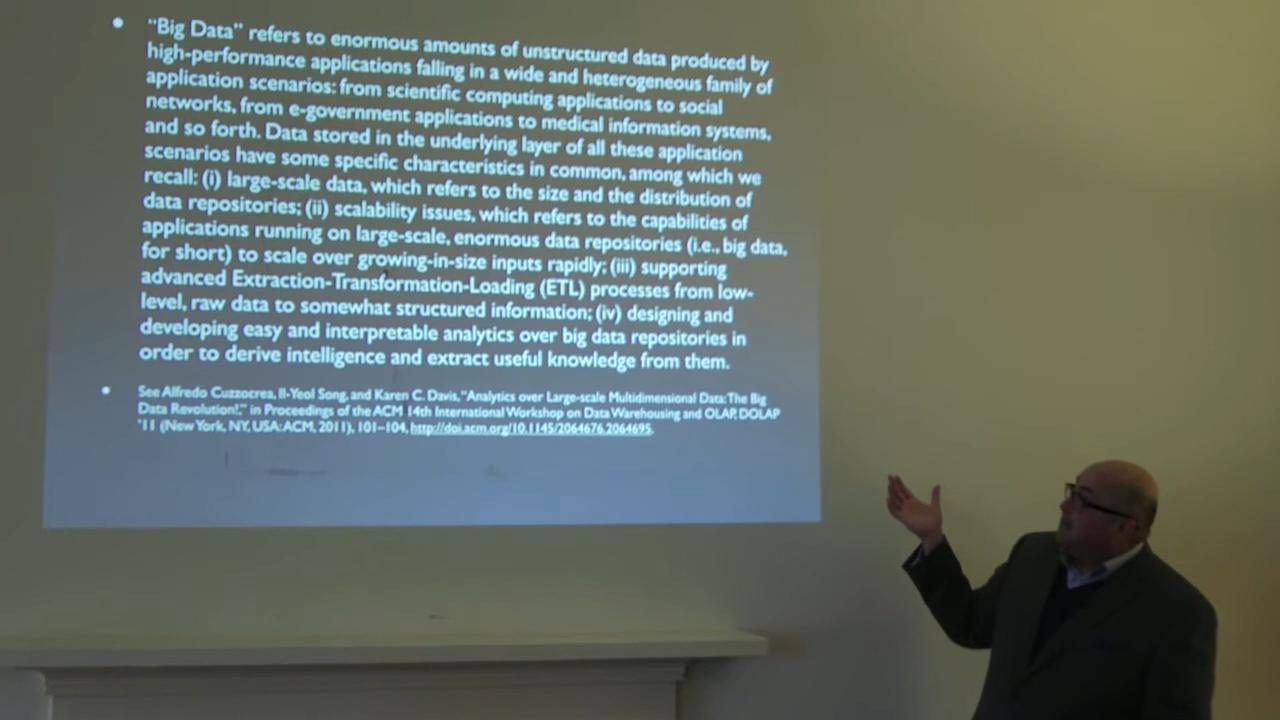 • "Big Data" refers to enormous amounts of unstructured data produced by
high-performance applications falling in a wide and heterogeneous family of
application scenarios: from scientific computing applications to social
networks, from e-government applications to medical information systems,
and so forth. Data stored in the underlying layer of all these application
scenarios have some specific characteristics in common, among which we
recall: (i) large-scale data, which refers to the size and the distribution of
data repositories; (ii) scalability issues, which refers to the capabilities of
applications running on large-scale, enormous data repositories (i.e., big data,
for short) to scale over growing-in-size inputs rapidly; (iii) supporting
advanced Extraction-Transformation-Loading (ETL) processes from low-
level, raw data to somewhat structured information; (iv) designing and
developing easy and interpretable analytics over big data repositories in
order to derive intelligence and extract useful knowledge from them.
• See Alfredo Cuzzocrea, Il-Yeol Song, and Karen C. Davis, "Analytics over Large-scale Multidimensional Data: The Big
Data Revolution!," in Proceedings of the ACM 14th International Workshop on Data Warehousing and OLAP, DOLAP
'11 (New York, NY, USA: ACM, 2011), 101–104, http://doi.acm.org/10.1145/2064676.2064695.